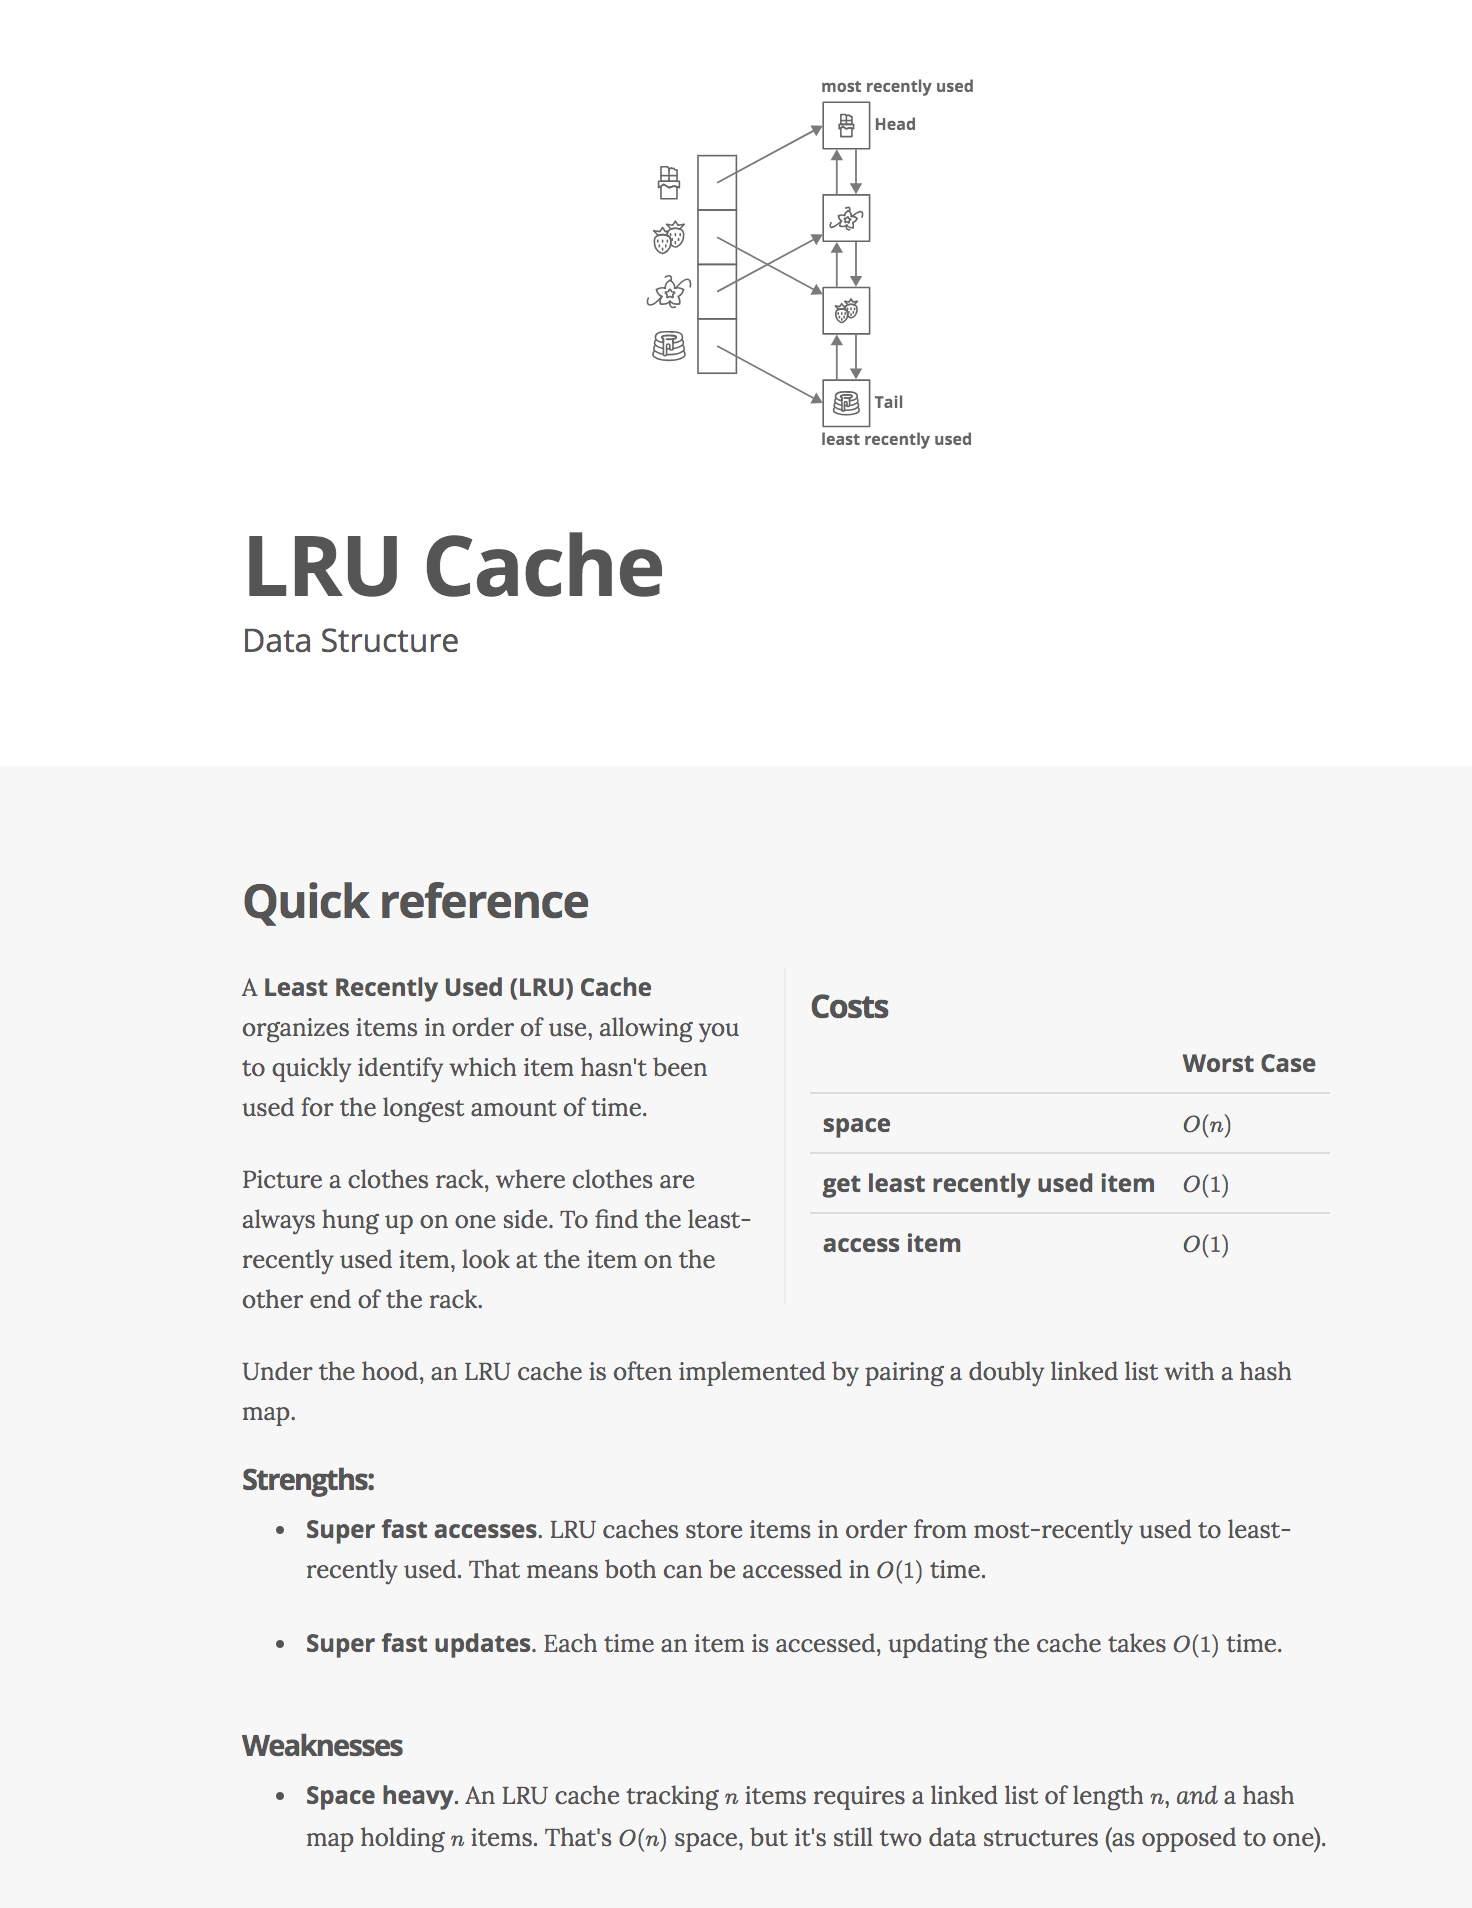 most recently used
Head
Tail
least recently used
LRU Cache
Data Structure
Quick reference
A Least Recently Used (LRU) Cache
organizes items in order of use, allowing you
to quickly identify which item hasn't been
used for the longest amount of time.
Picture a clothes rack, where clothes are
always hung up on one side. To find the least-
recently used item, look at the item on the
other end of the rack.
Costs
Worst Case
space O(n)
get least recently used item O(1)
access item O(1)
Under the hood, an LRU cache is often implemented by pairing a doubly linked list with a hash
map.
Strengths:
• Super fast accesses. LRU caches store items in order from most-recently used to least-
recently used. That means both can be accessed in O(1) time.
• Super fast updates. Each time an item is accessed, updating the cache takes O(1) time.
Weaknesses
• Space heavy. An LRU cache tracking n items requires a linked list of length n, and a hash
map holding n items. That's O(n) space, but it's still two data structures (as opposed to one).